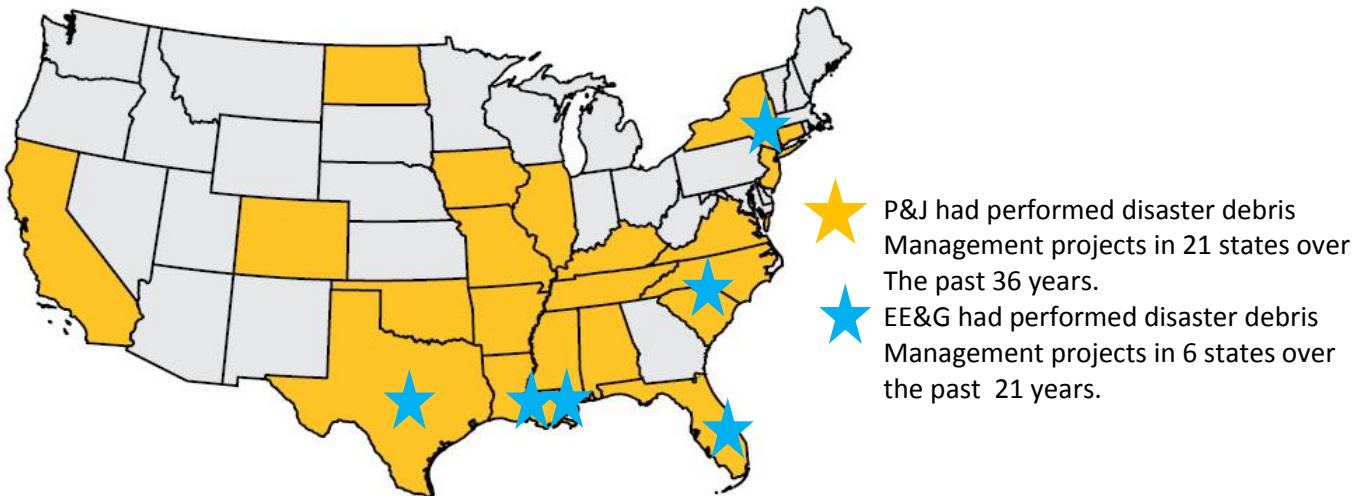 P&J had performed disaster debris
Management projects in 21 states over
The past 36 years.
EE&G had performed disaster debris
Management projects in 6 states over
the past  21 years.